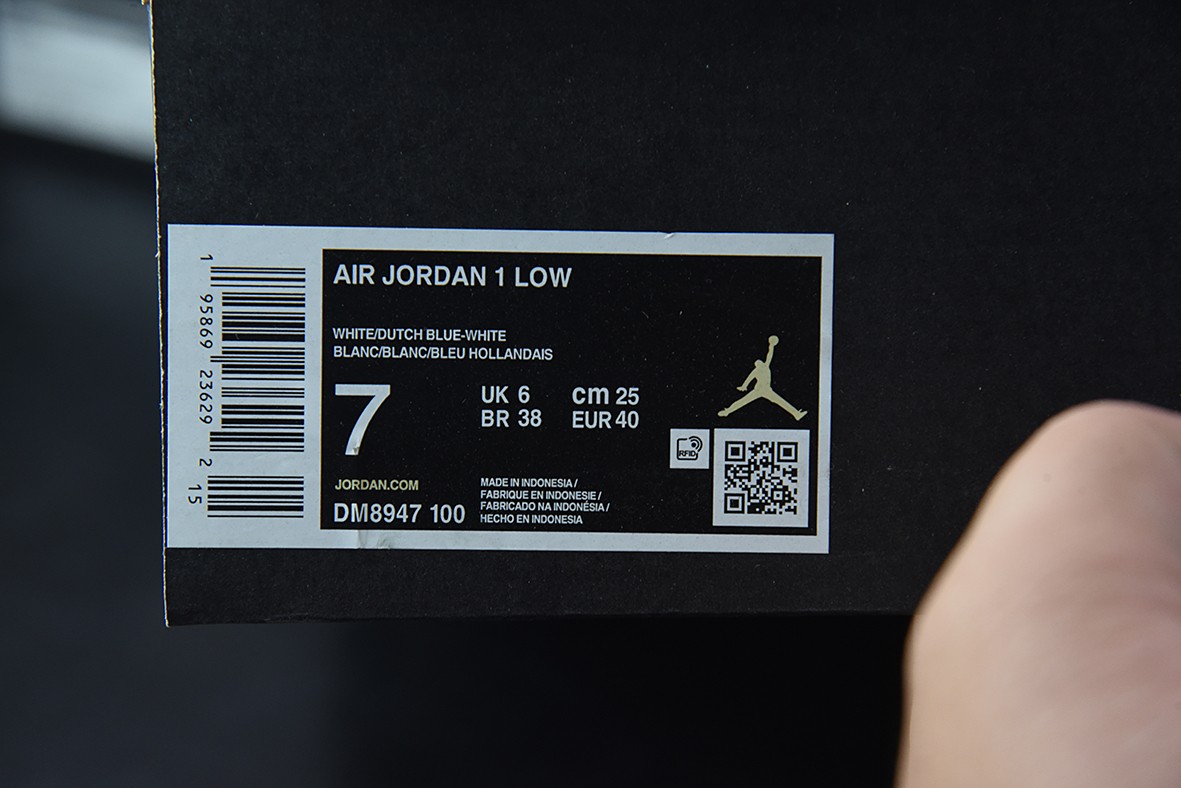 AIR JORDAN 1 LOW
WHITE/DUTCH BLUE-WHITE
BLANC/BLANC/BLEU HOLLANDAIS
7
UK 6 cm 25
BR 38 EUR 40
RFID
JORDAN.COM
DM8947 100
MADE IN INDONESIA /
FABRIQUE EN INDONESIE /
FABRICADO NA INDONÉSIA /
HECHO EN INDONESIA
1 95869 23629 2
15